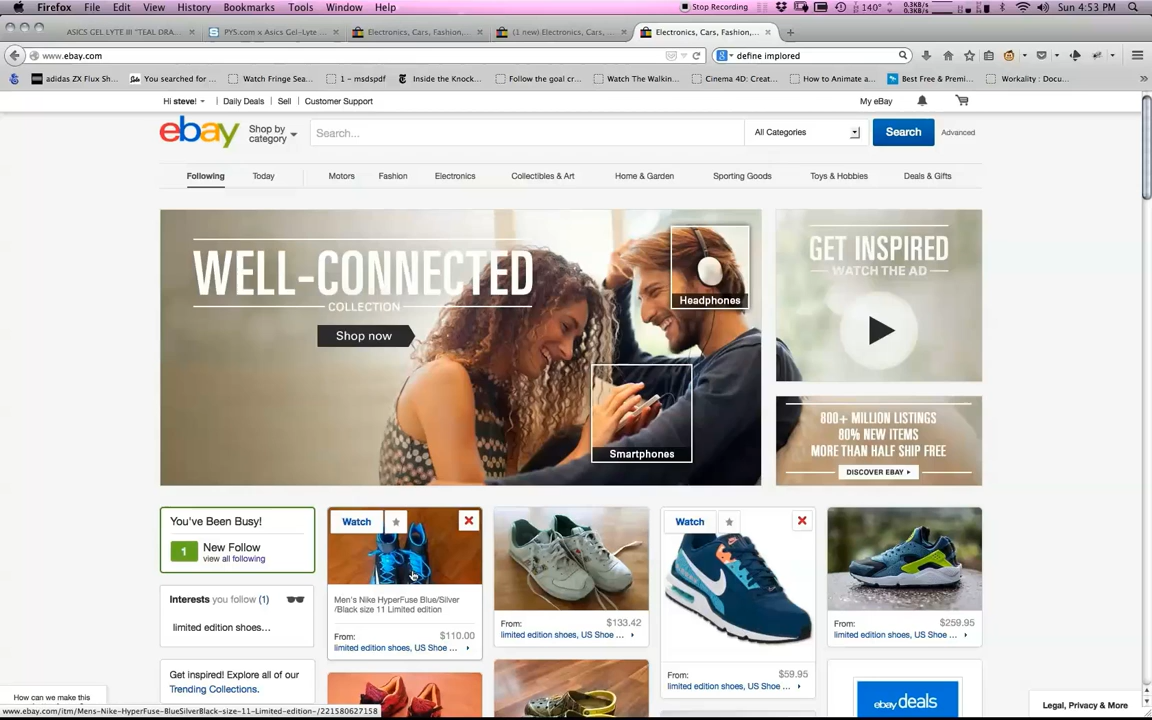 Firefox File Edit View History Bookmarks Tools Window Help Stop Recording 140° 0.3KB/s 0.3KB/s Sun 4:53 PM
ASICS GEL LYTE III "TEAL DRA... PYS.com x Asics Gel-Lyte ... Electronics, Cars, Fashion,... (1 new) Electronics, Cars, ... Electronics, Cars, Fashion,...
www.ebay.com define implored
adidas ZX Flux Sh... You searched for ... Watch Fringe Sea... 1 – msdspdf Inside the Knock... Follow the goal cr... Watch The Walkin... Cinema 4D: Creat... How to Animate a... Best Free & Premi... Workality : Docu...
Hi steve! Daily Deals Sell Customer Support My eBay
ebay Shop by category Search... All Categories Search Advanced
Following Today Motors Fashion Electronics Collectibles & Art Home & Garden Sporting Goods Toys & Hobbies Deals & Gifts
WELL-CONNECTED
COLLECTION
Shop now
Headphones
Smartphones
GET INSPIRED
WATCH THE AD
800+ MILLION LISTINGS
80% NEW ITEMS
MORE THAN HALF SHIP FREE
DISCOVER EBAY
You've Been Busy!
1 New Follow
view all following
Interests you follow (1)
limited edition shoes...
Get inspired! Explore all of our
Trending Collections.
Watch
Men's Nike HyperFuse Blue/Silver
/Black size 11 Limited edition
From: $110.00
limited edition shoes, US Shoe ...
From: $133.42
limited edition shoes, US Shoe ...
Watch
From: $59.95
limited edition shoes, US Shoe ...
From: $259.95
limited edition shoes, US Shoe ...
ebay deals
How can we make this
www.ebay.com/itm/Mens-Nike-HyperFuse-BlueSilverBlack-size-11-Limited-edition-/221580627158
Legal, Privacy & More